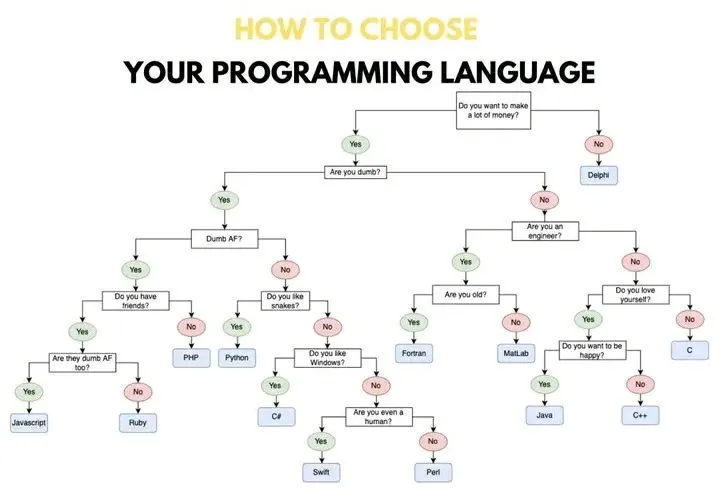 HOW TO CHOOSE
YOUR PROGRAMMING LANGUAGE
Do you want to make
a lot of money?
Yes
No
Are you dumb?
Delphi
Yes
No
Dumb AF?
Are you an
engineer?
Yes
No
Yes
No
Do you have
friends?
Do you like
snakes?
Are you old?
Do you love
yourself?
Yes
No
Yes
No
Yes
No
Yes
No
Are they dumb AF
too?
PHP
Python
Do you like
Windows?
Fortran
MatLab
Do you want to be
happy?
C
Yes
No
Yes
No
Yes
No
Javascript
Ruby
C#
Are you even a
human?
Java
C++
Yes
No
Swift
Perl